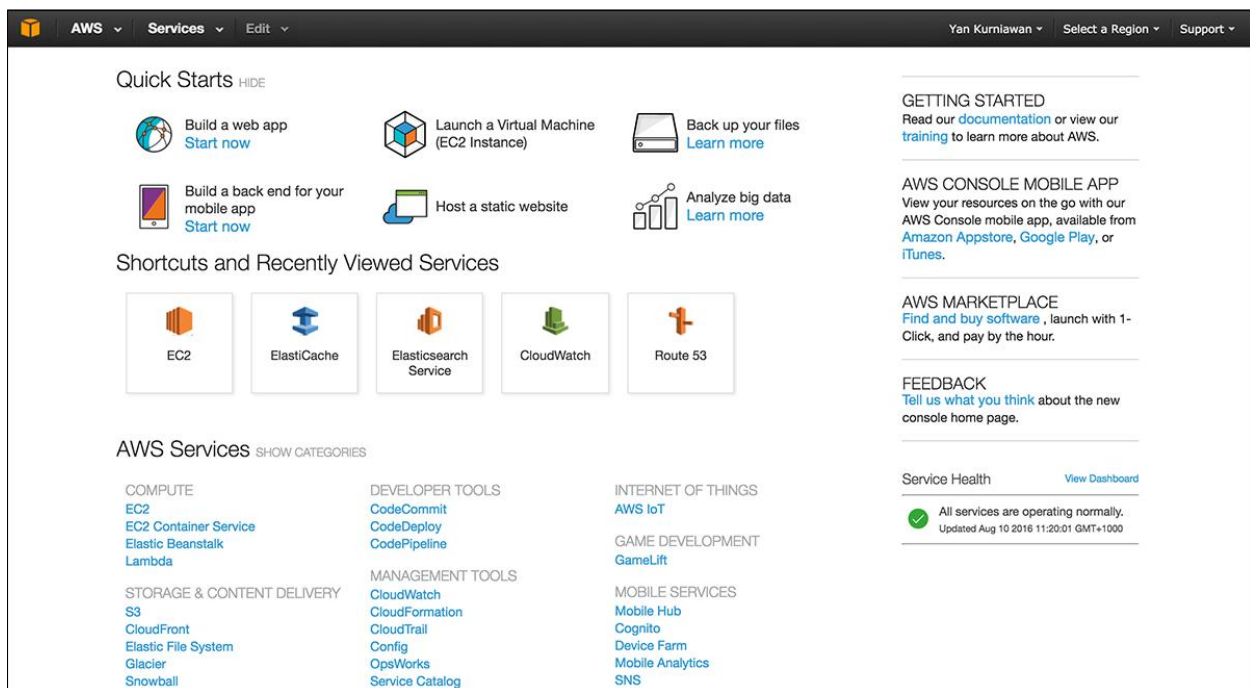 AWS Services Edit Yan Kurniawan Select a Region Support
Quick Starts HIDE
Build a web app
Start now
Launch a Virtual Machine
(EC2 Instance)
Back up your files
Learn more
Build a back end for your
mobile app
Start now
Host a static website
Analyze big data
Learn more
Shortcuts and Recently Viewed Services
EC2
ElastiCache
Elasticsearch
Service
CloudWatch
Route 53
AWS Services SHOW CATEGORIES
COMPUTE
EC2
EC2 Container Service
Elastic Beanstalk
Lambda
STORAGE & CONTENT DELIVERY
S3
CloudFront
Elastic File System
Glacier
Snowball
DEVELOPER TOOLS
CodeCommit
CodeDeploy
CodePipeline
MANAGEMENT TOOLS
CloudWatch
CloudFormation
CloudTrail
Config
OpsWorks
Service Catalog
INTERNET OF THINGS
AWS IoT
GAME DEVELOPMENT
GameLift
MOBILE SERVICES
Mobile Hub
Cognito
Device Farm
Mobile Analytics
SNS
GETTING STARTED
Read our documentation or view our
training to learn more about AWS.
AWS CONSOLE MOBILE APP
View your resources on the go with our
AWS Console mobile app, available from
Amazon Appstore, Google Play, or
iTunes.
AWS MARKETPLACE
Find and buy software , launch with 1-
Click, and pay by the hour.
FEEDBACK
Tell us what you think about the new
console home page.
Service Health View Dashboard
All services are operating normally.
Updated Aug 10 2016 11:20:01 GMT+1000